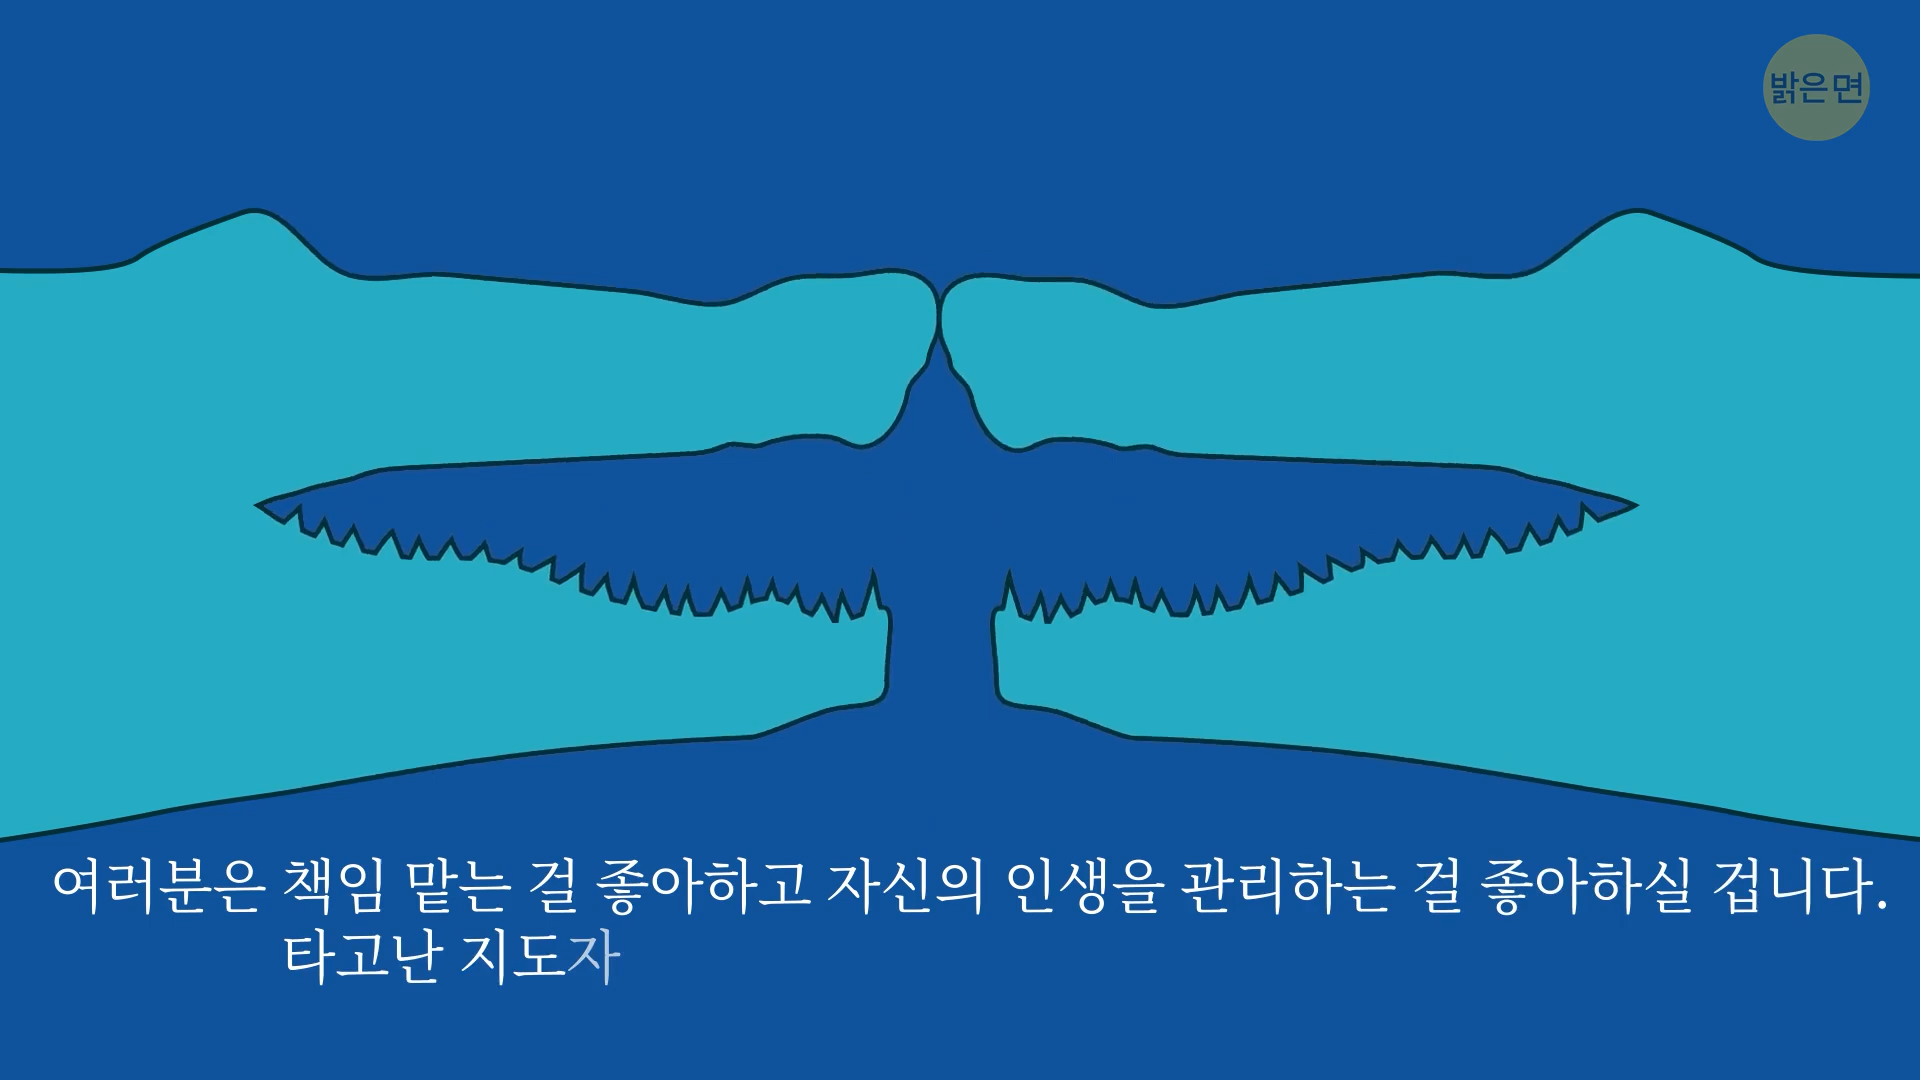 밝은면
여러분은 책임 맡는 걸 좋아하고 자신의 인생을 관리하는 걸 좋아하실 겁니다.
타고난 지도자